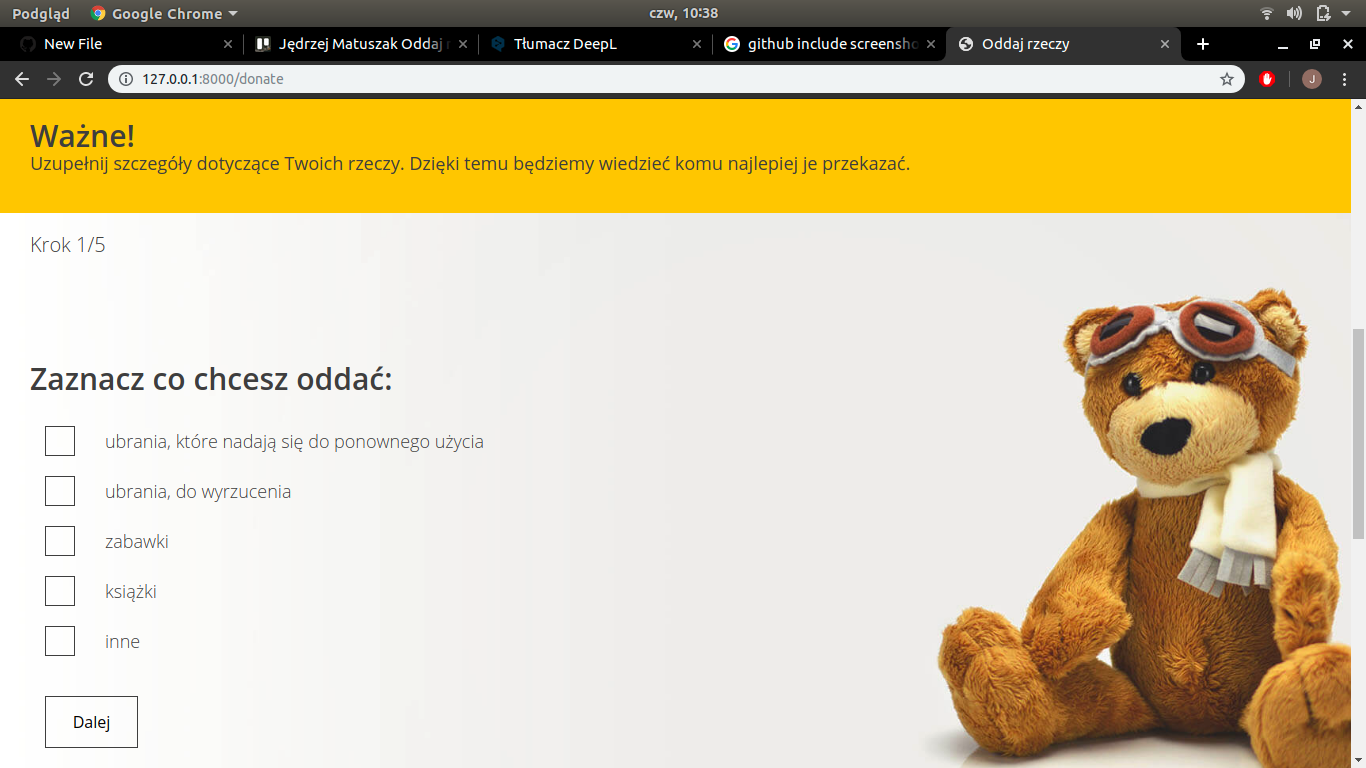 Podgląd Google Chrome czw, 10:38
New File Jędrzej Matuszak Oddaj Tłumacz DeepL github include screensho Oddaj rzeczy
127.0.0.1:8000/donate J
Ważne!
Uzupełnij szczegóły dotyczące Twoich rzeczy. Dzięki temu będziemy wiedzieć komu najlepiej je przekazać.
Krok 1/5
Zaznacz co chcesz oddać:
ubrania, które nadają się do ponownego użycia
ubrania, do wyrzucenia
zabawki
książki
inne
Dalej